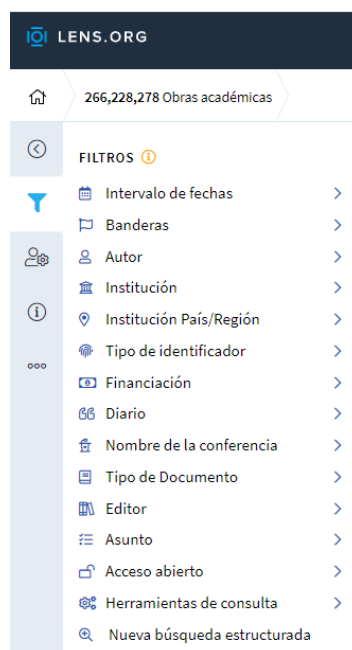 LENS.ORG
266,228,278 Obras académicas
FILTROS
Intervalo de fechas
Banderas
Autor
Institución
Institución País/Región
Tipo de identificador
Financiación
Diario
Nombre de la conferencia
Tipo de Documento
Editor
Asunto
Acceso abierto
Herramientas de consulta
Nueva búsqueda estructurada